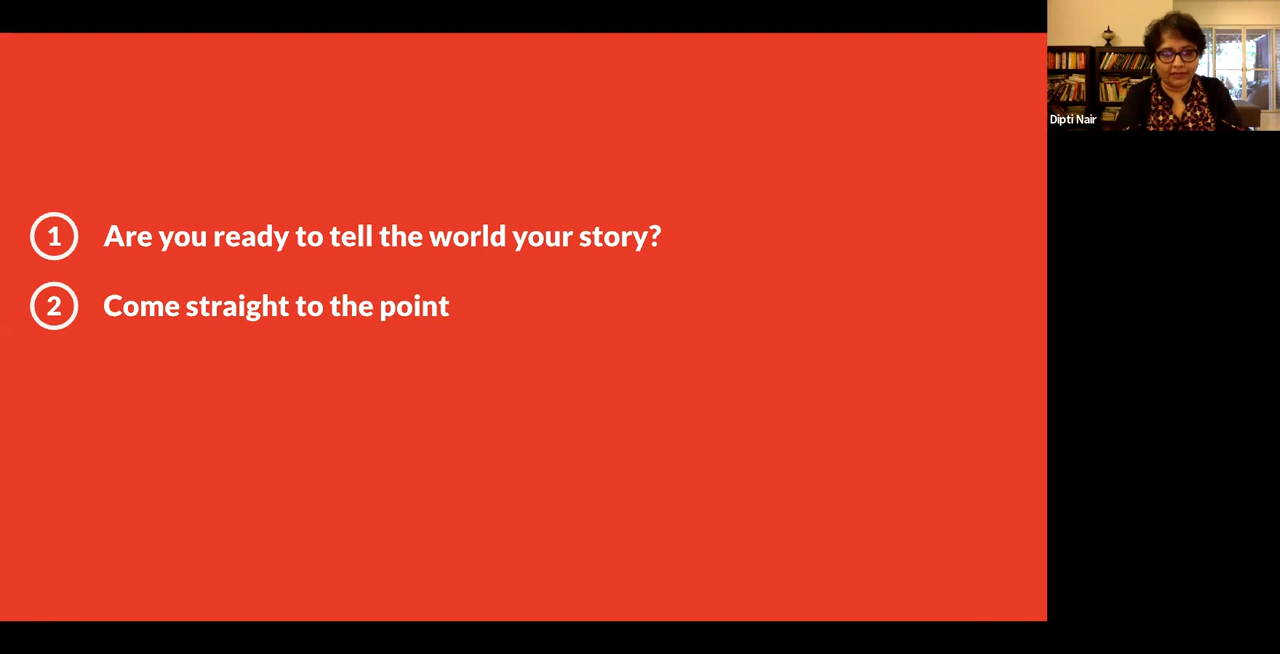 1 Are you ready to tell the world your story?
2 Come straight to the point
Dipti Nair